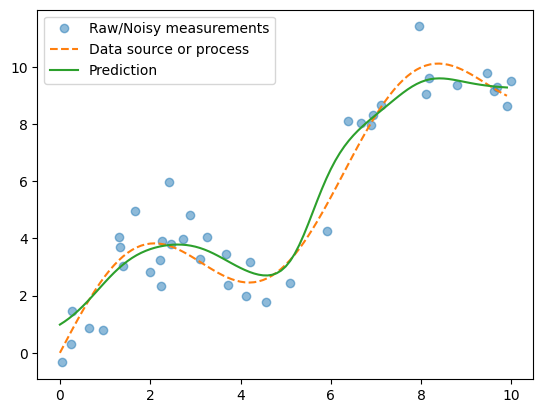 Raw/Noisy measurements
Data source or process
Prediction
10
8
6
4
2
0
0 2 4 6 8 10